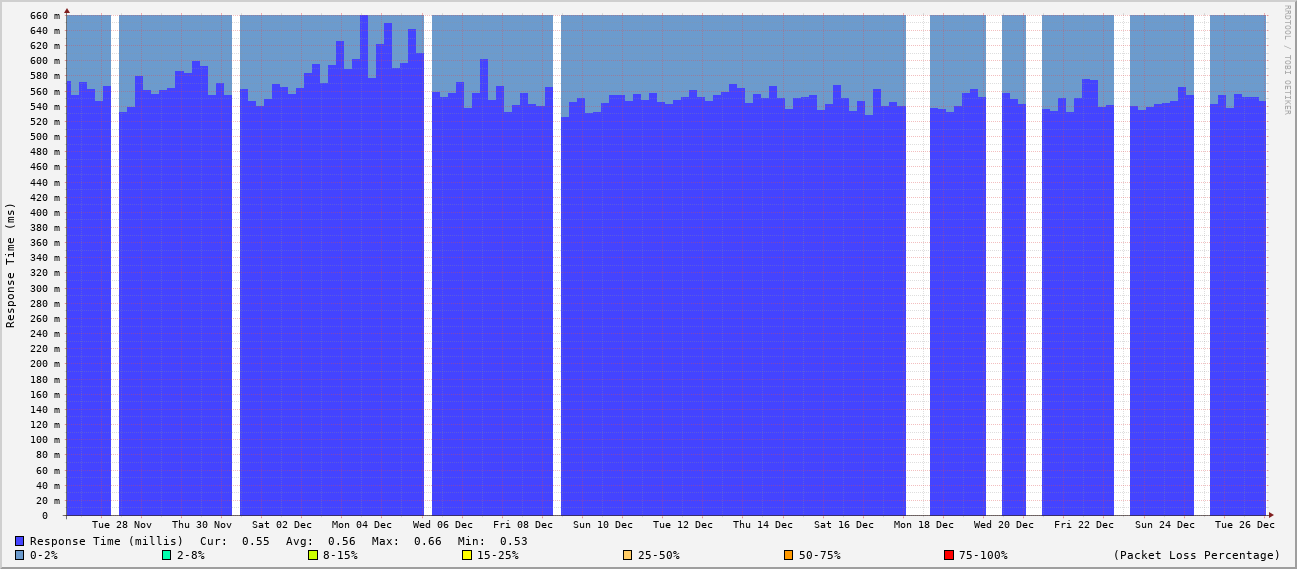 660 m
640 m
620 m
600 m
580 m
560 m
540 m
520 m
500 m
480 m
460 m
440 m
420 m
400 m
380 m
360 m
340 m
320 m
300 m
280 m
260 m
240 m
220 m
200 m
180 m
160 m
140 m
120 m
100 m
80 m
60 m
40 m
20 m
0
Response Time (ms)
RRDTOOL / TOBI OETIKER
Tue 28 Nov Thu 30 Nov Sat 02 Dec Mon 04 Dec Wed 06 Dec Fri 08 Dec Sun 10 Dec Tue 12 Dec Thu 14 Dec Sat 16 Dec Mon 18 Dec Wed 20 Dec Fri 22 Dec Sun 24 Dec Tue 26 Dec
Response Time (millis) Cur: 0.55 Avg: 0.56 Max: 0.66 Min: 0.53
0-2% 2-8% 8-15% 15-25% 25-50% 50-75% 75-100% (Packet Loss Percentage)